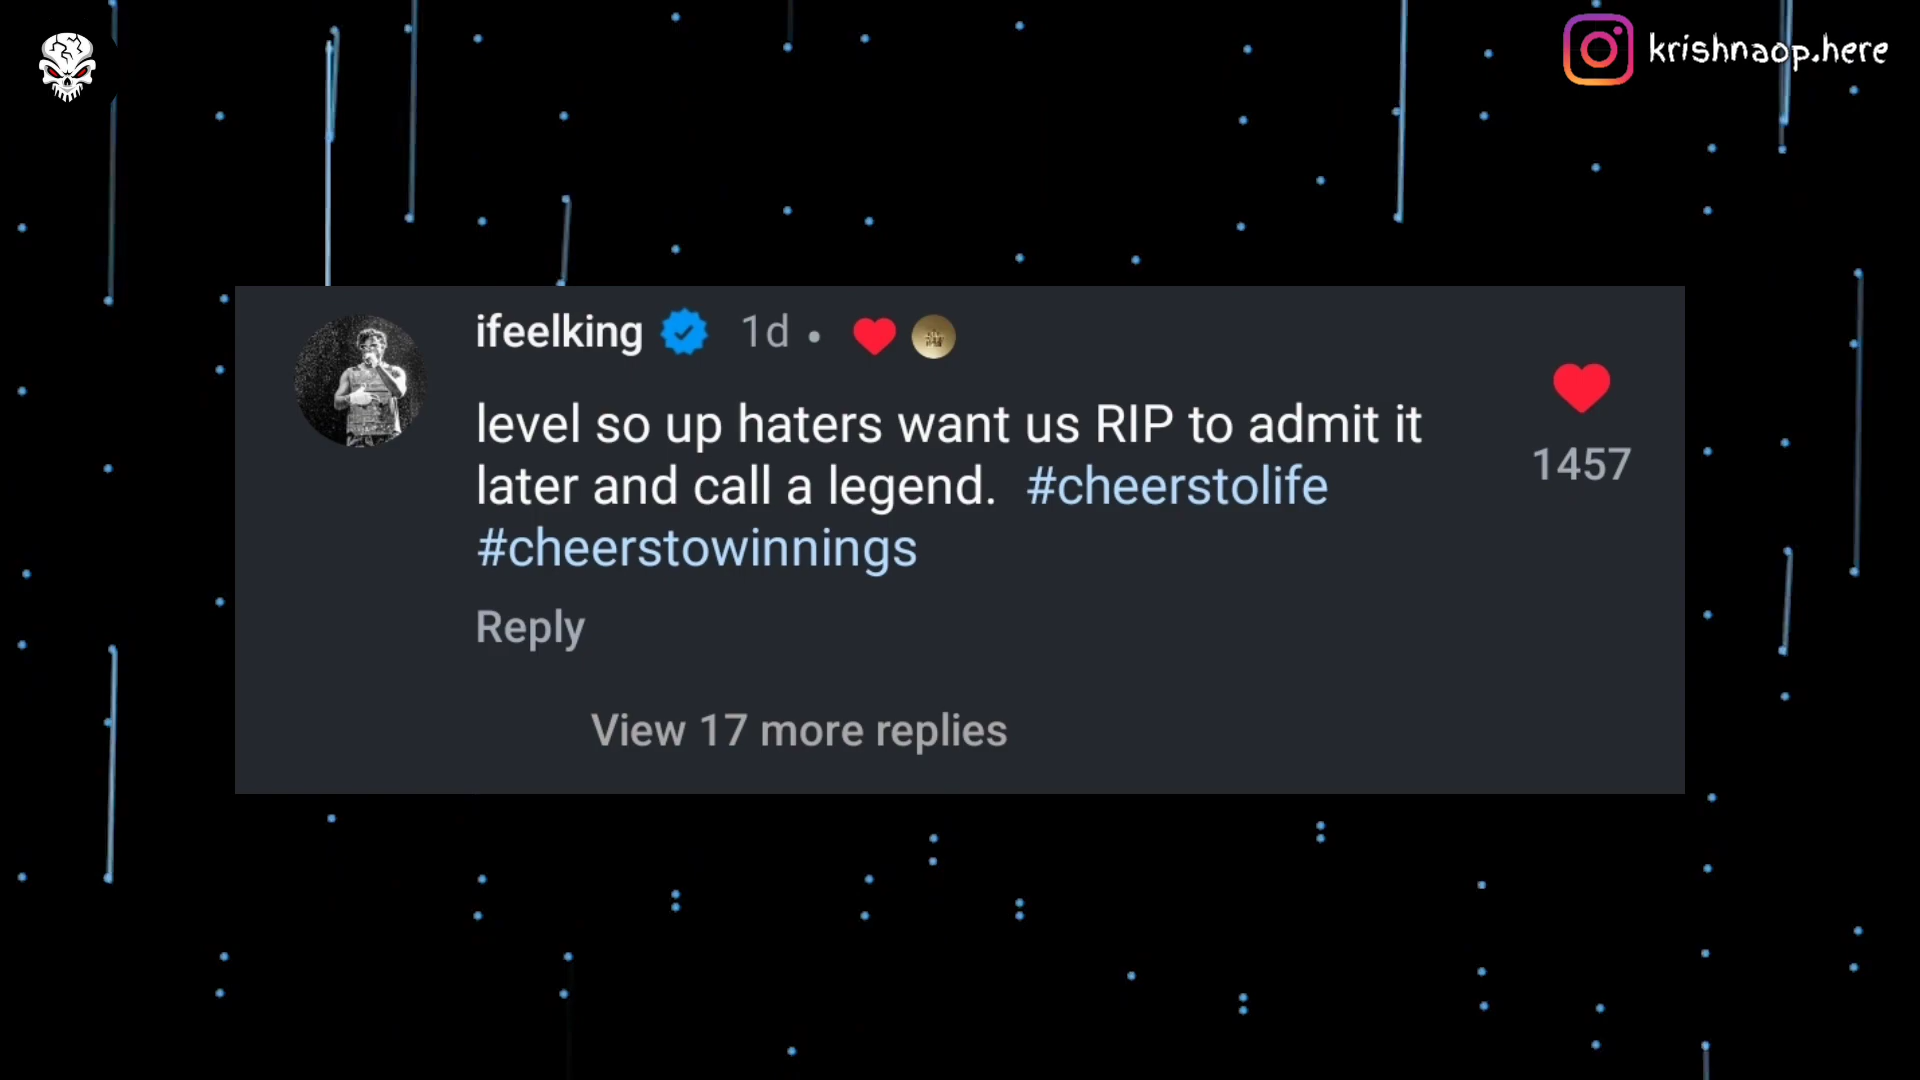 krishnaop.here
ifeelking 1d •
level so up haters want us RIP to admit it
later and call a legend. #cheerstolife
#cheerstowinnings
1457
Reply
View 17 more replies